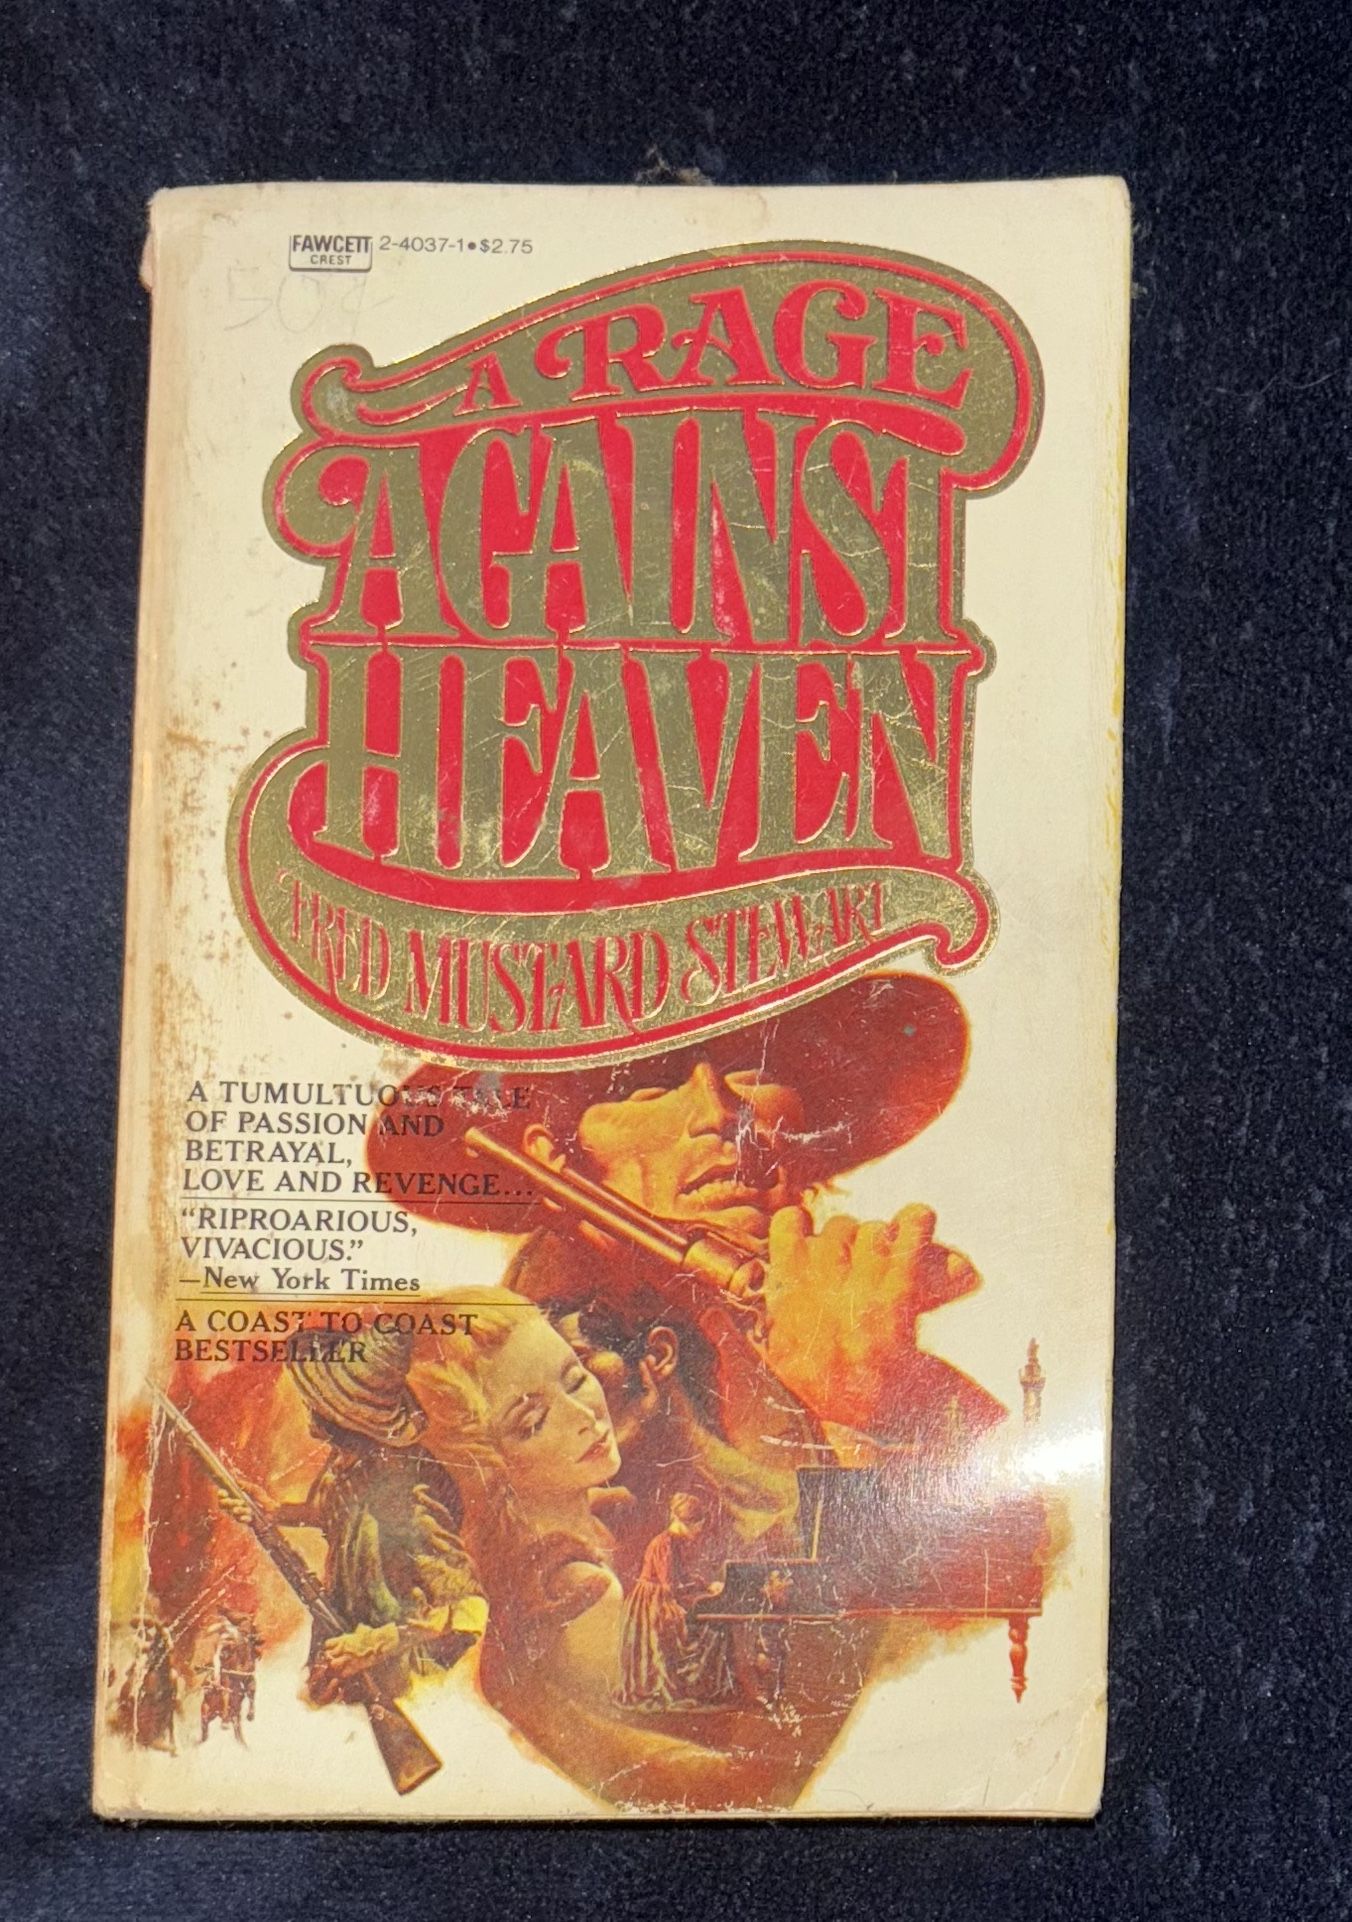 FAWCETT CREST 2-4037-1•$2.75
50¢
A RAGE
AGAINST
HEAVEN
FRED MUSTARD STEWART
A TUMULTUOUS TALE
OF PASSION AND
BETRAYAL,
LOVE AND REVENGE...
"RIPROARIOUS,
VIVACIOUS."
—New York Times
A COAST TO COAST
BESTSELLER